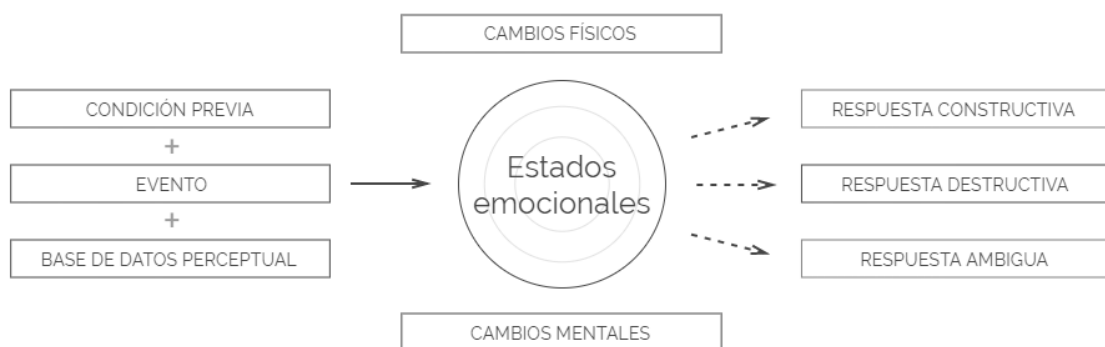 CAMBIOS FÍSICOS
CONDICIÓN PREVIA
+
EVENTO
+
BASE DE DATOS PERCEPTUAL
Estados
emocionales
RESPUESTA CONSTRUCTIVA
RESPUESTA DESTRUCTIVA
RESPUESTA AMBIGUA
CAMBIOS MENTALES